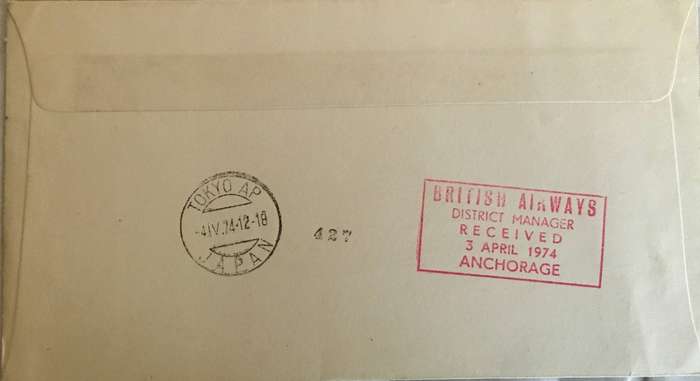 TOKYO AP
-4.IV.74-12-18
JAPAN
427
BRITISH AIRWAYS
DISTRICT MANAGER
RECEIVED
3 APRIL 1974
ANCHORAGE